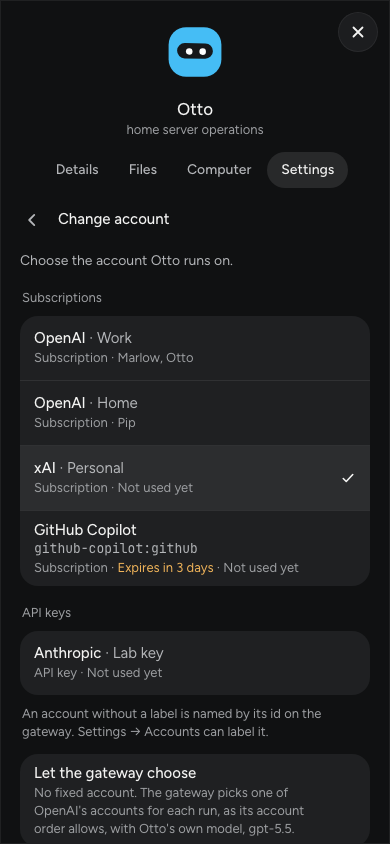 Otto
home server operations
Details Files Computer Settings
Change account
Choose the account Otto runs on.
Subscriptions
OpenAI · Work
Subscription · Marlow, Otto
OpenAI · Home
Subscription · Pip
xAI · Personal
Subscription · Not used yet
GitHub Copilot
github-copilot:github
Subscription · Expires in 3 days · Not used yet
API keys
Anthropic · Lab key
API key · Not used yet
An account without a label is named by its id on the
gateway. Settings → Accounts can label it.
Let the gateway choose
No fixed account. The gateway picks one of
OpenAI's accounts for each run, as its account
order allows, with Otto's own model, gpt-5.5.